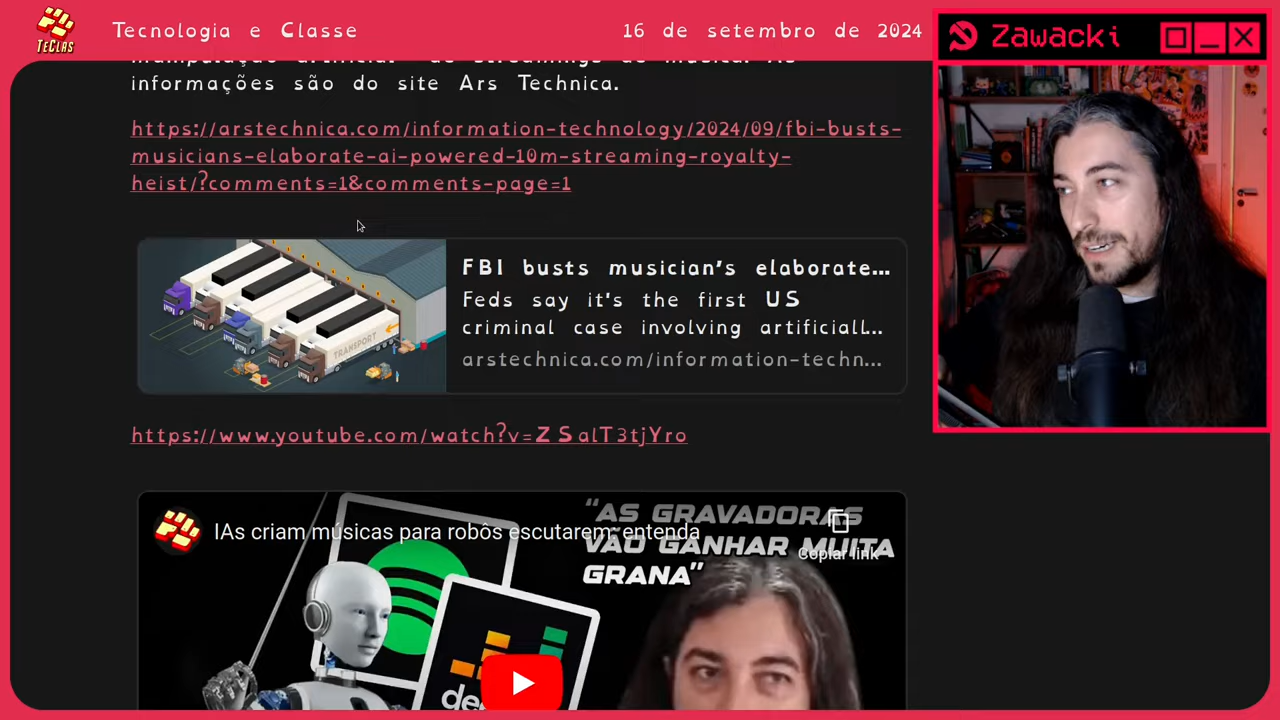 TeClas
Tecnologia e Classe
16 de setembro de 2024
Zawacki
informações são do site Ars Technica.
https://arstechnica.com/information-technology/2024/09/fbi-busts-
musicians-elaborate-ai-powered-10m-streaming-royalty-
heist/?comments=1&comments-page=1
FBI busts musician's elaborate...
Feds say it's the first US
criminal case involving artificiall...
arstechnica.com/information-techn...
TRANSPORT
https://www.youtube.com/watch?v=ZSalT3tjYro
IAs criam músicas para robôs escutarem: entenda
Copiar link
"AS GRAVADORAS
VÃO GANHAR MUITA
GRANA"